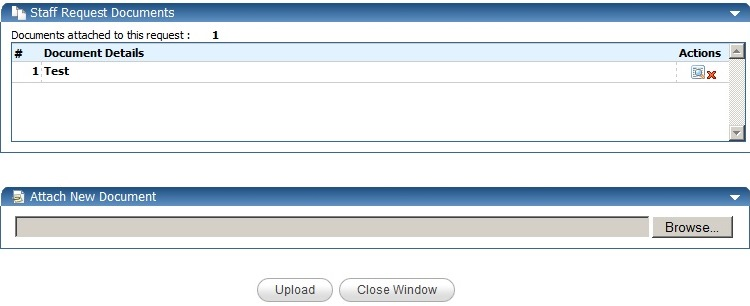 Staff Request Documents
Documents attached to this request : 1
# Document Details Actions
1 Test
Attach New Document
Browse...
Upload Close Window